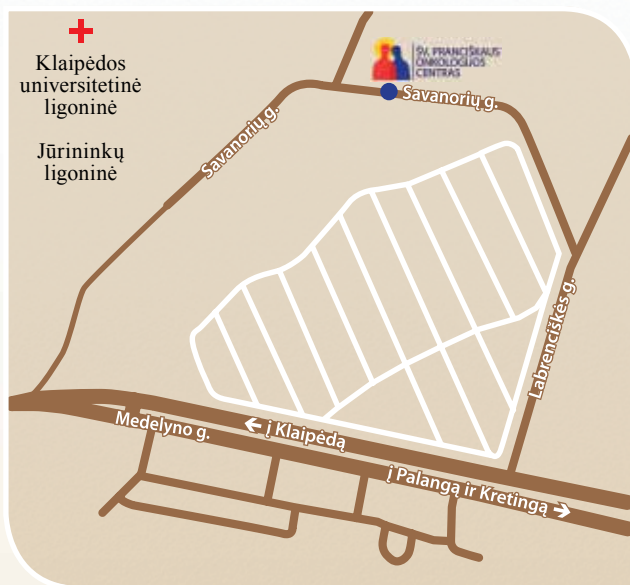 Klaipėdos
universitetinė
ligoninė
Jūrininkų
ligoninė
ŠV. PRANCIŠKAUS
ONKOLOGIJOS
CENTRAS
Savanorių g.
Savanorių g.
Labrenciškės g.
Medelyno g.
į Klaipėdą
į Palangą ir Kretingą